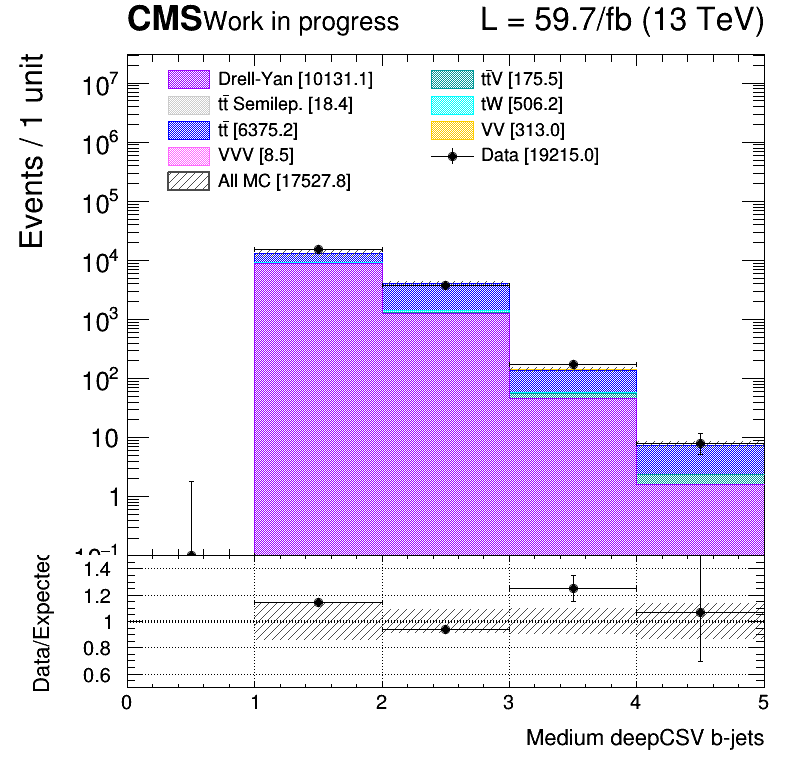 CMS Work in progress L = 59.7/fb (13 TeV)
Events / 1 unit
Drell-Yan [10131.1]
tt̄ Semilep. [18.4]
tt̄ [6375.2]
VVV [8.5]
All MC [17527.8]
tt̄V [175.5]
tW [506.2]
VV [313.0]
Data [19215.0]
10⁷
10⁶
10⁵
10⁴
10³
10²
10
1
10⁻¹
Data/Expected
1.4
1.2
1
0.8
0.6
0 1 2 3 4 5
Medium deepCSV b-jets